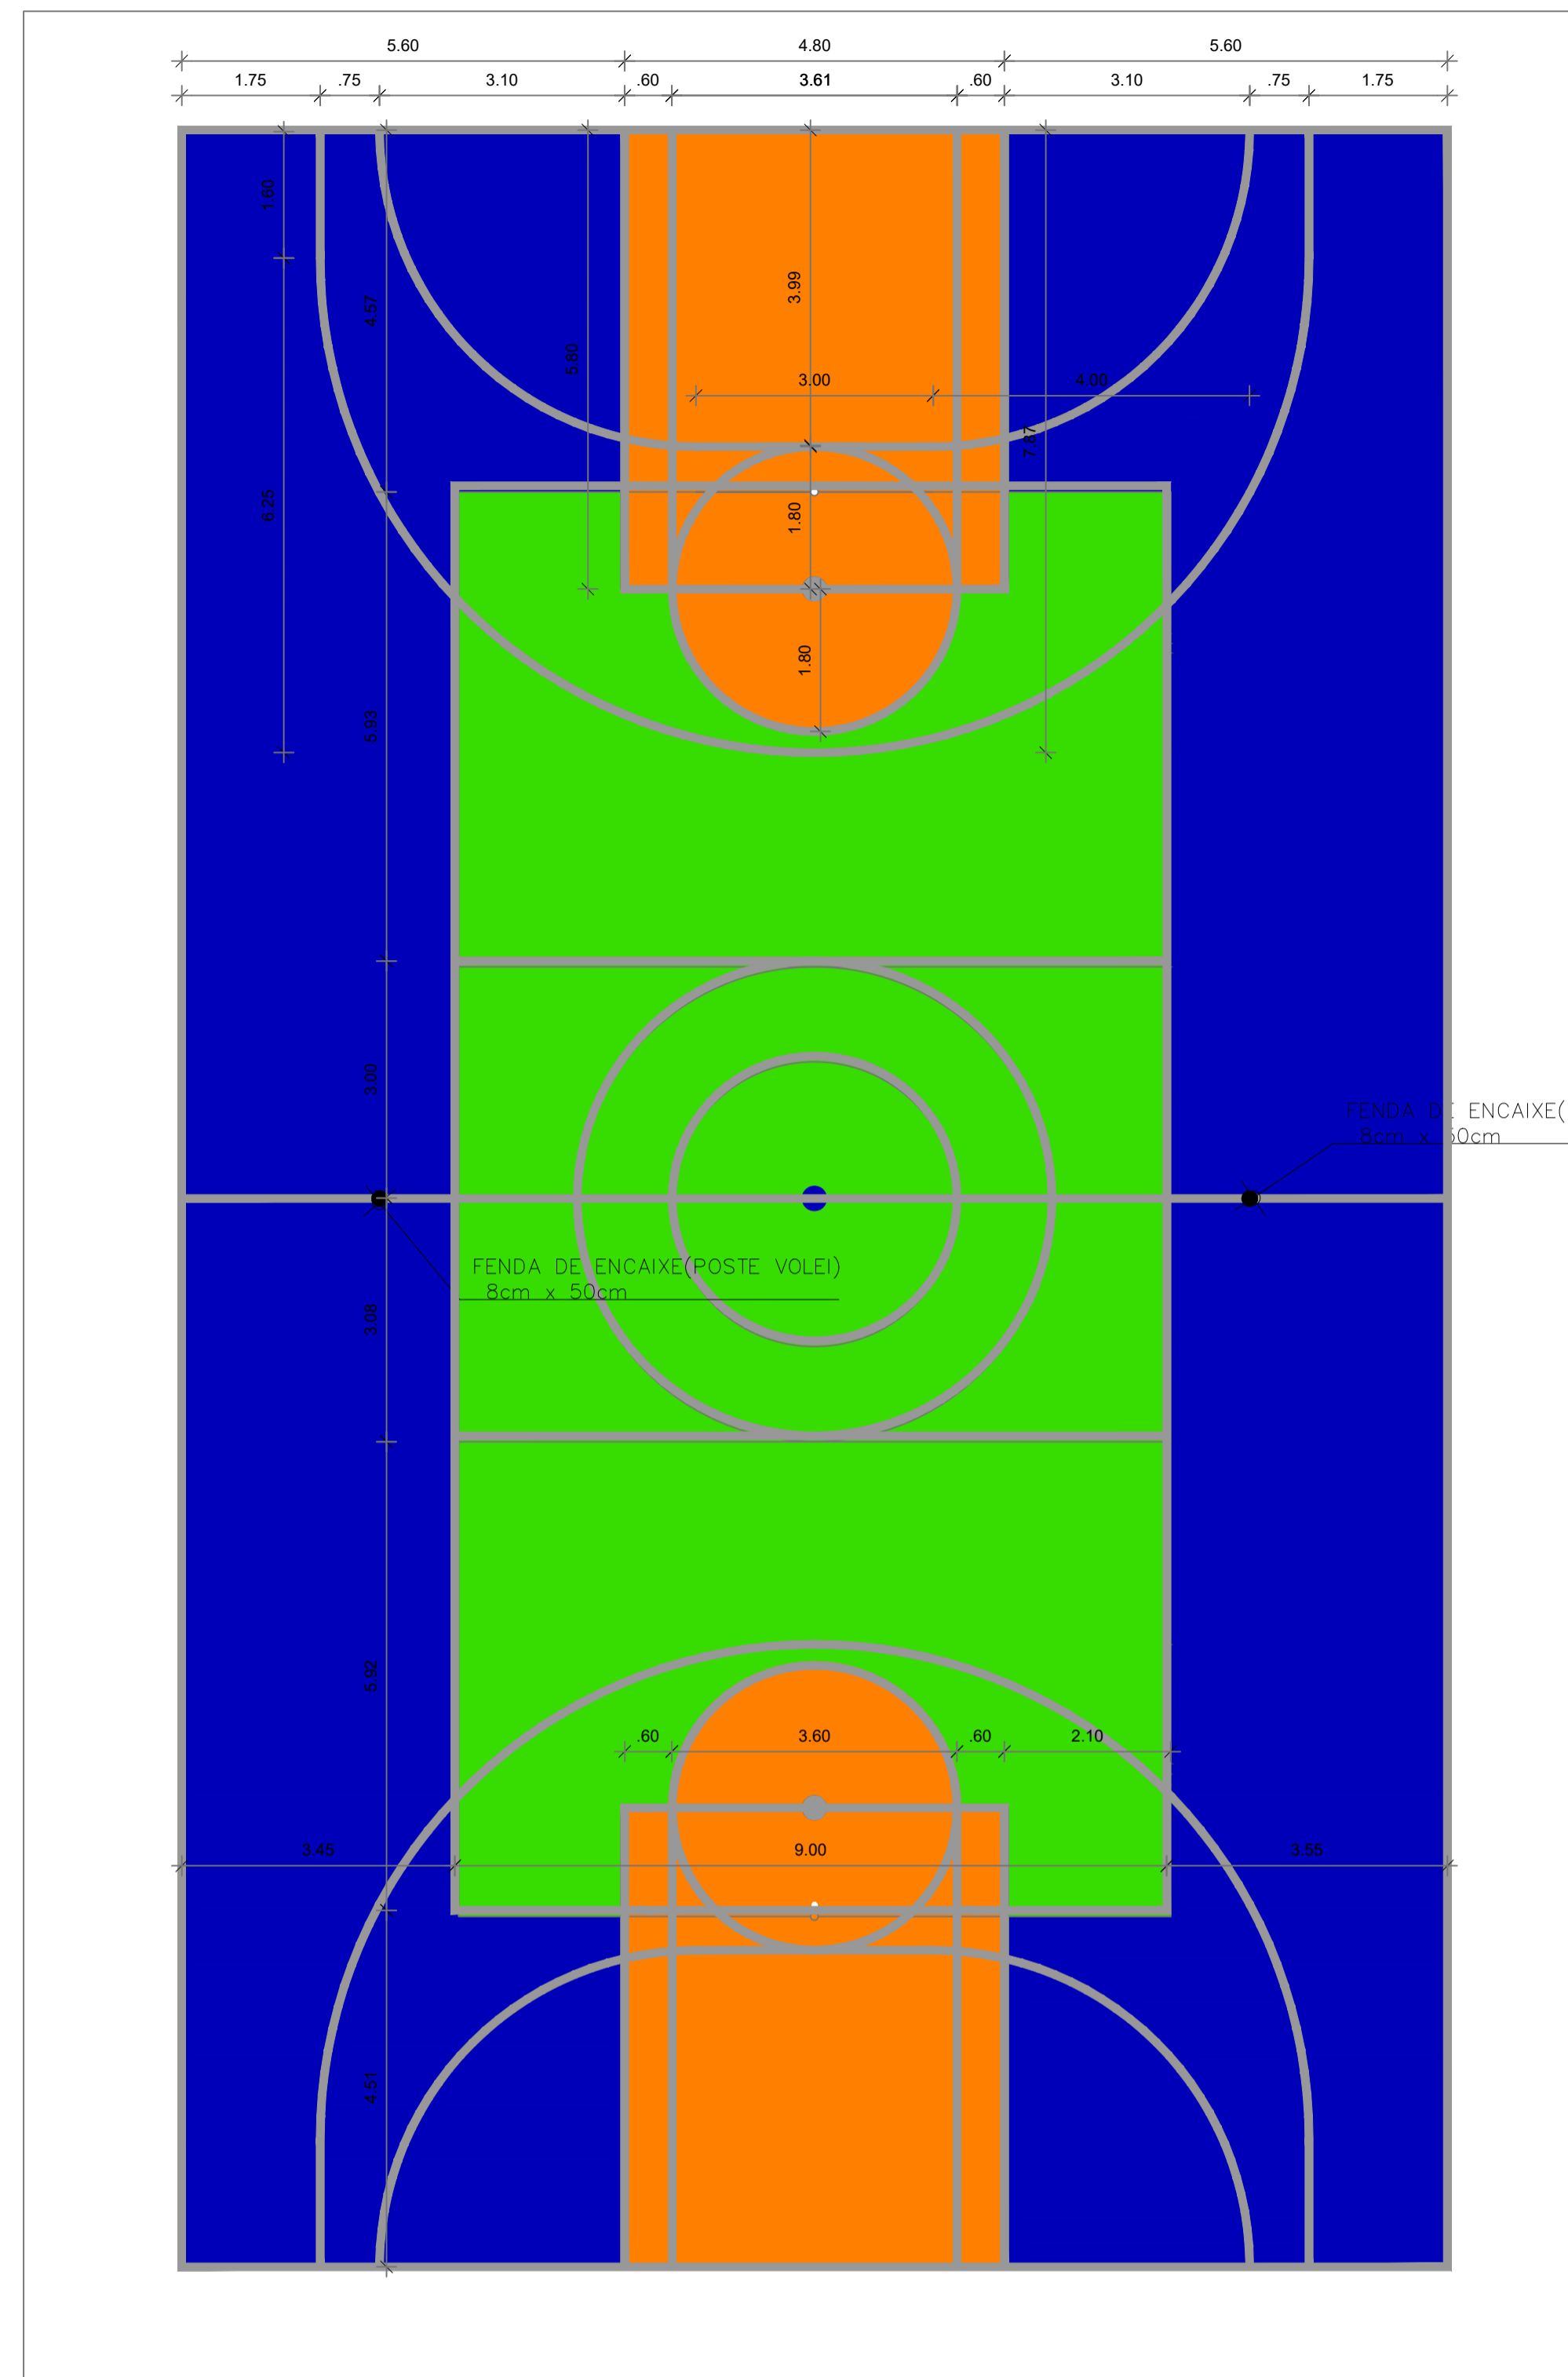 5.60 4.80 5.60
1.75 .75 3.10 .60 3.61 .60 3.10 .75 1.75
1.60
4.57
3.99
5.80
3.00 4.00
7.87
6.25
1.80
1.80
5.93
3.00
FENDA DE ENCAIXE(
8cm x 50cm
FENDA DE ENCAIXE(POSTE VOLEI)
8cm x 50cm
3.08
5.92
.60 3.60 .60 2.10
3.45 9.00 3.55
4.51